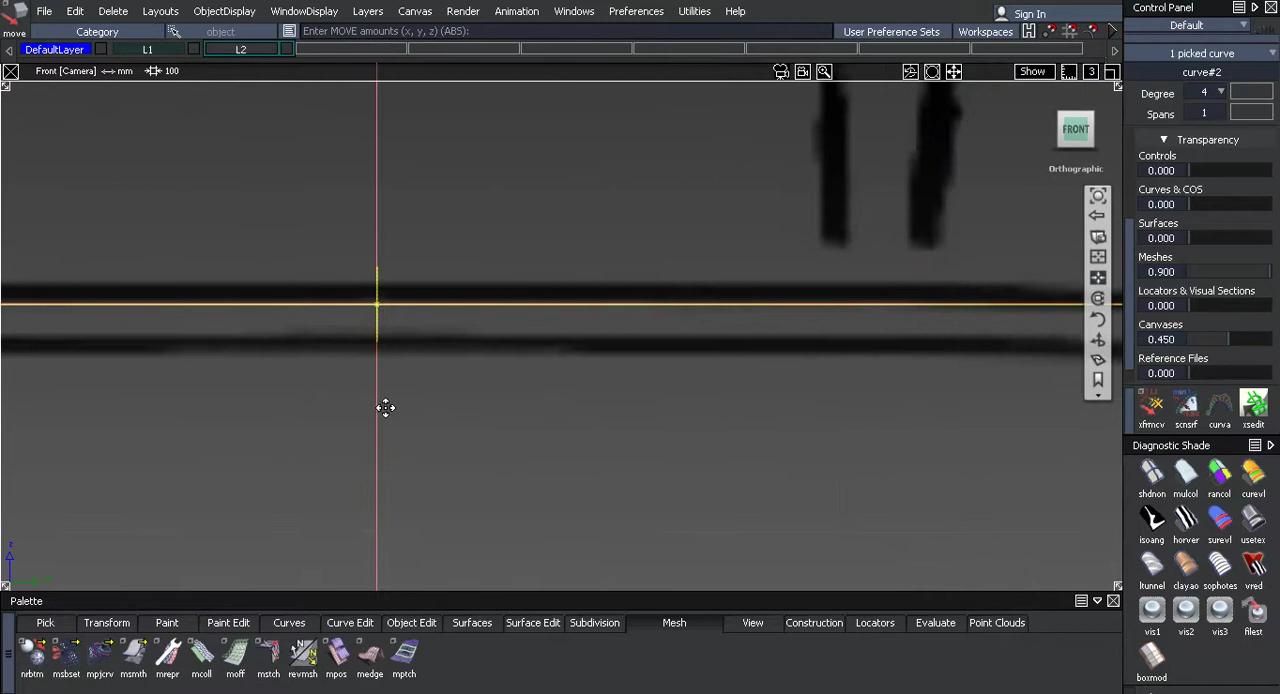 File Edit Delete Layouts ObjectDisplay WindowDisplay Layers Canvas Render Animation Windows Preferences Utilities Help Sign In
Control Panel
move Category object Enter MOVE amounts (x, y, z) (ABS): User Preference Sets Workspaces
Default
DefaultLayer L1 L2
1 picked curve
Front [Camera] mm 100 Show 3
curve#2
Degree 4
Spans 1
FRONT
Orthographic
Transparency
Controls
0.000
Curves & COS
0.000
Surfaces
0.000
Meshes
0.900
Locators & Visual Sections
0.000
Canvases
0.450
Reference Files
0.000
xfrmcv scnsrf curva xsedit
Diagnostic Shade
shdnon mulcol rancol curevl
isoang horver surevl usetex
ltunnel clayao sophotes vred
vis1 vis2 vis3 filest
boxmod
z
Palette
Pick Transform Paint Paint Edit Curves Curve Edit Object Edit Surfaces Surface Edit Subdivision Mesh View Construction Locators Evaluate Point Clouds
nrbtm msbset mpjcrv msmth mrepr mcoll moff mstch revmsh mpos medge mptch